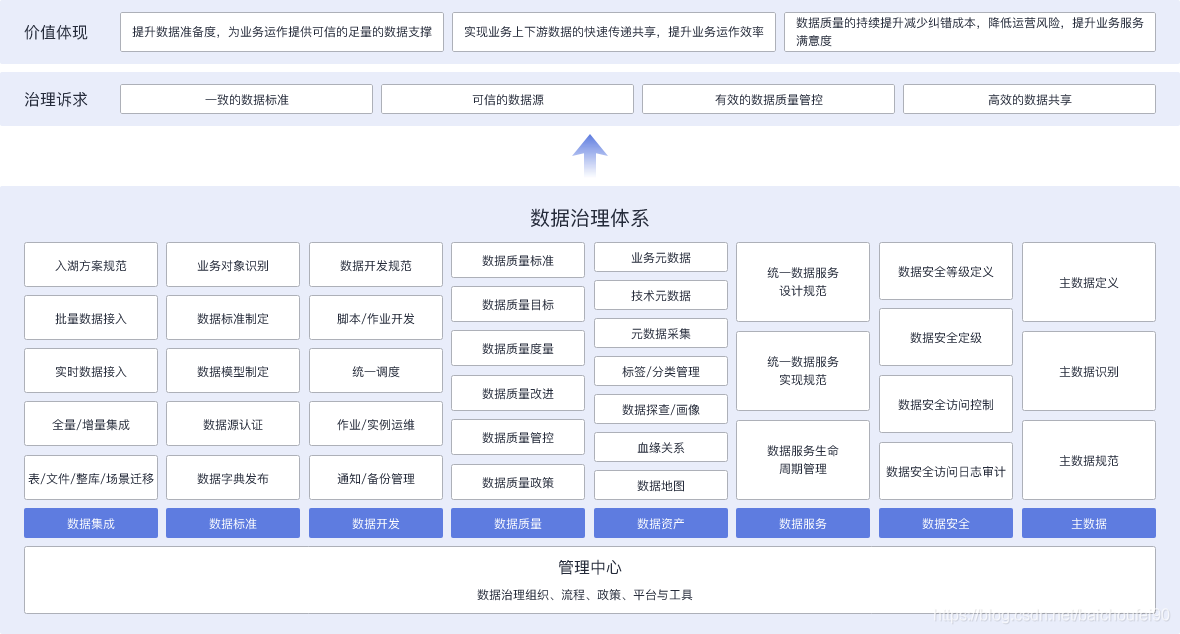 价值体现
提升数据准备度，为业务运作提供可信的足量的数据支撑
实现业务上下游数据的快速传递共享，提升业务运作效率
数据质量的持续提升减少纠错成本，降低运营风险，提升业务服务
满意度
治理诉求
一致的数据标准
可信的数据源
有效的数据质量管控
高效的数据共享
数据治理体系
入湖方案规范
批量数据接入
实时数据接入
全量/增量集成
表/文件/整库/场景迁移
数据集成
业务对象识别
数据标准制定
数据模型制定
数据源认证
数据字典发布
数据标准
数据开发规范
脚本/作业开发
统一调度
作业/实例运维
通知/备份管理
数据开发
数据质量标准
数据质量目标
数据质量度量
数据质量改进
数据质量管控
数据质量政策
数据质量
业务元数据
技术元数据
元数据采集
标签/分类管理
数据探查/画像
血缘关系
数据地图
数据资产
统一数据服务
设计规范
统一数据服务
实现规范
数据服务生命
周期管理
数据服务
数据安全等级定义
数据安全定级
数据安全访问控制
数据安全访问日志审计
数据安全
主数据定义
主数据识别
主数据规范
主数据
管理中心
数据治理组织、流程、政策、平台与工具
https://blog.csdn.net/baichoufei90